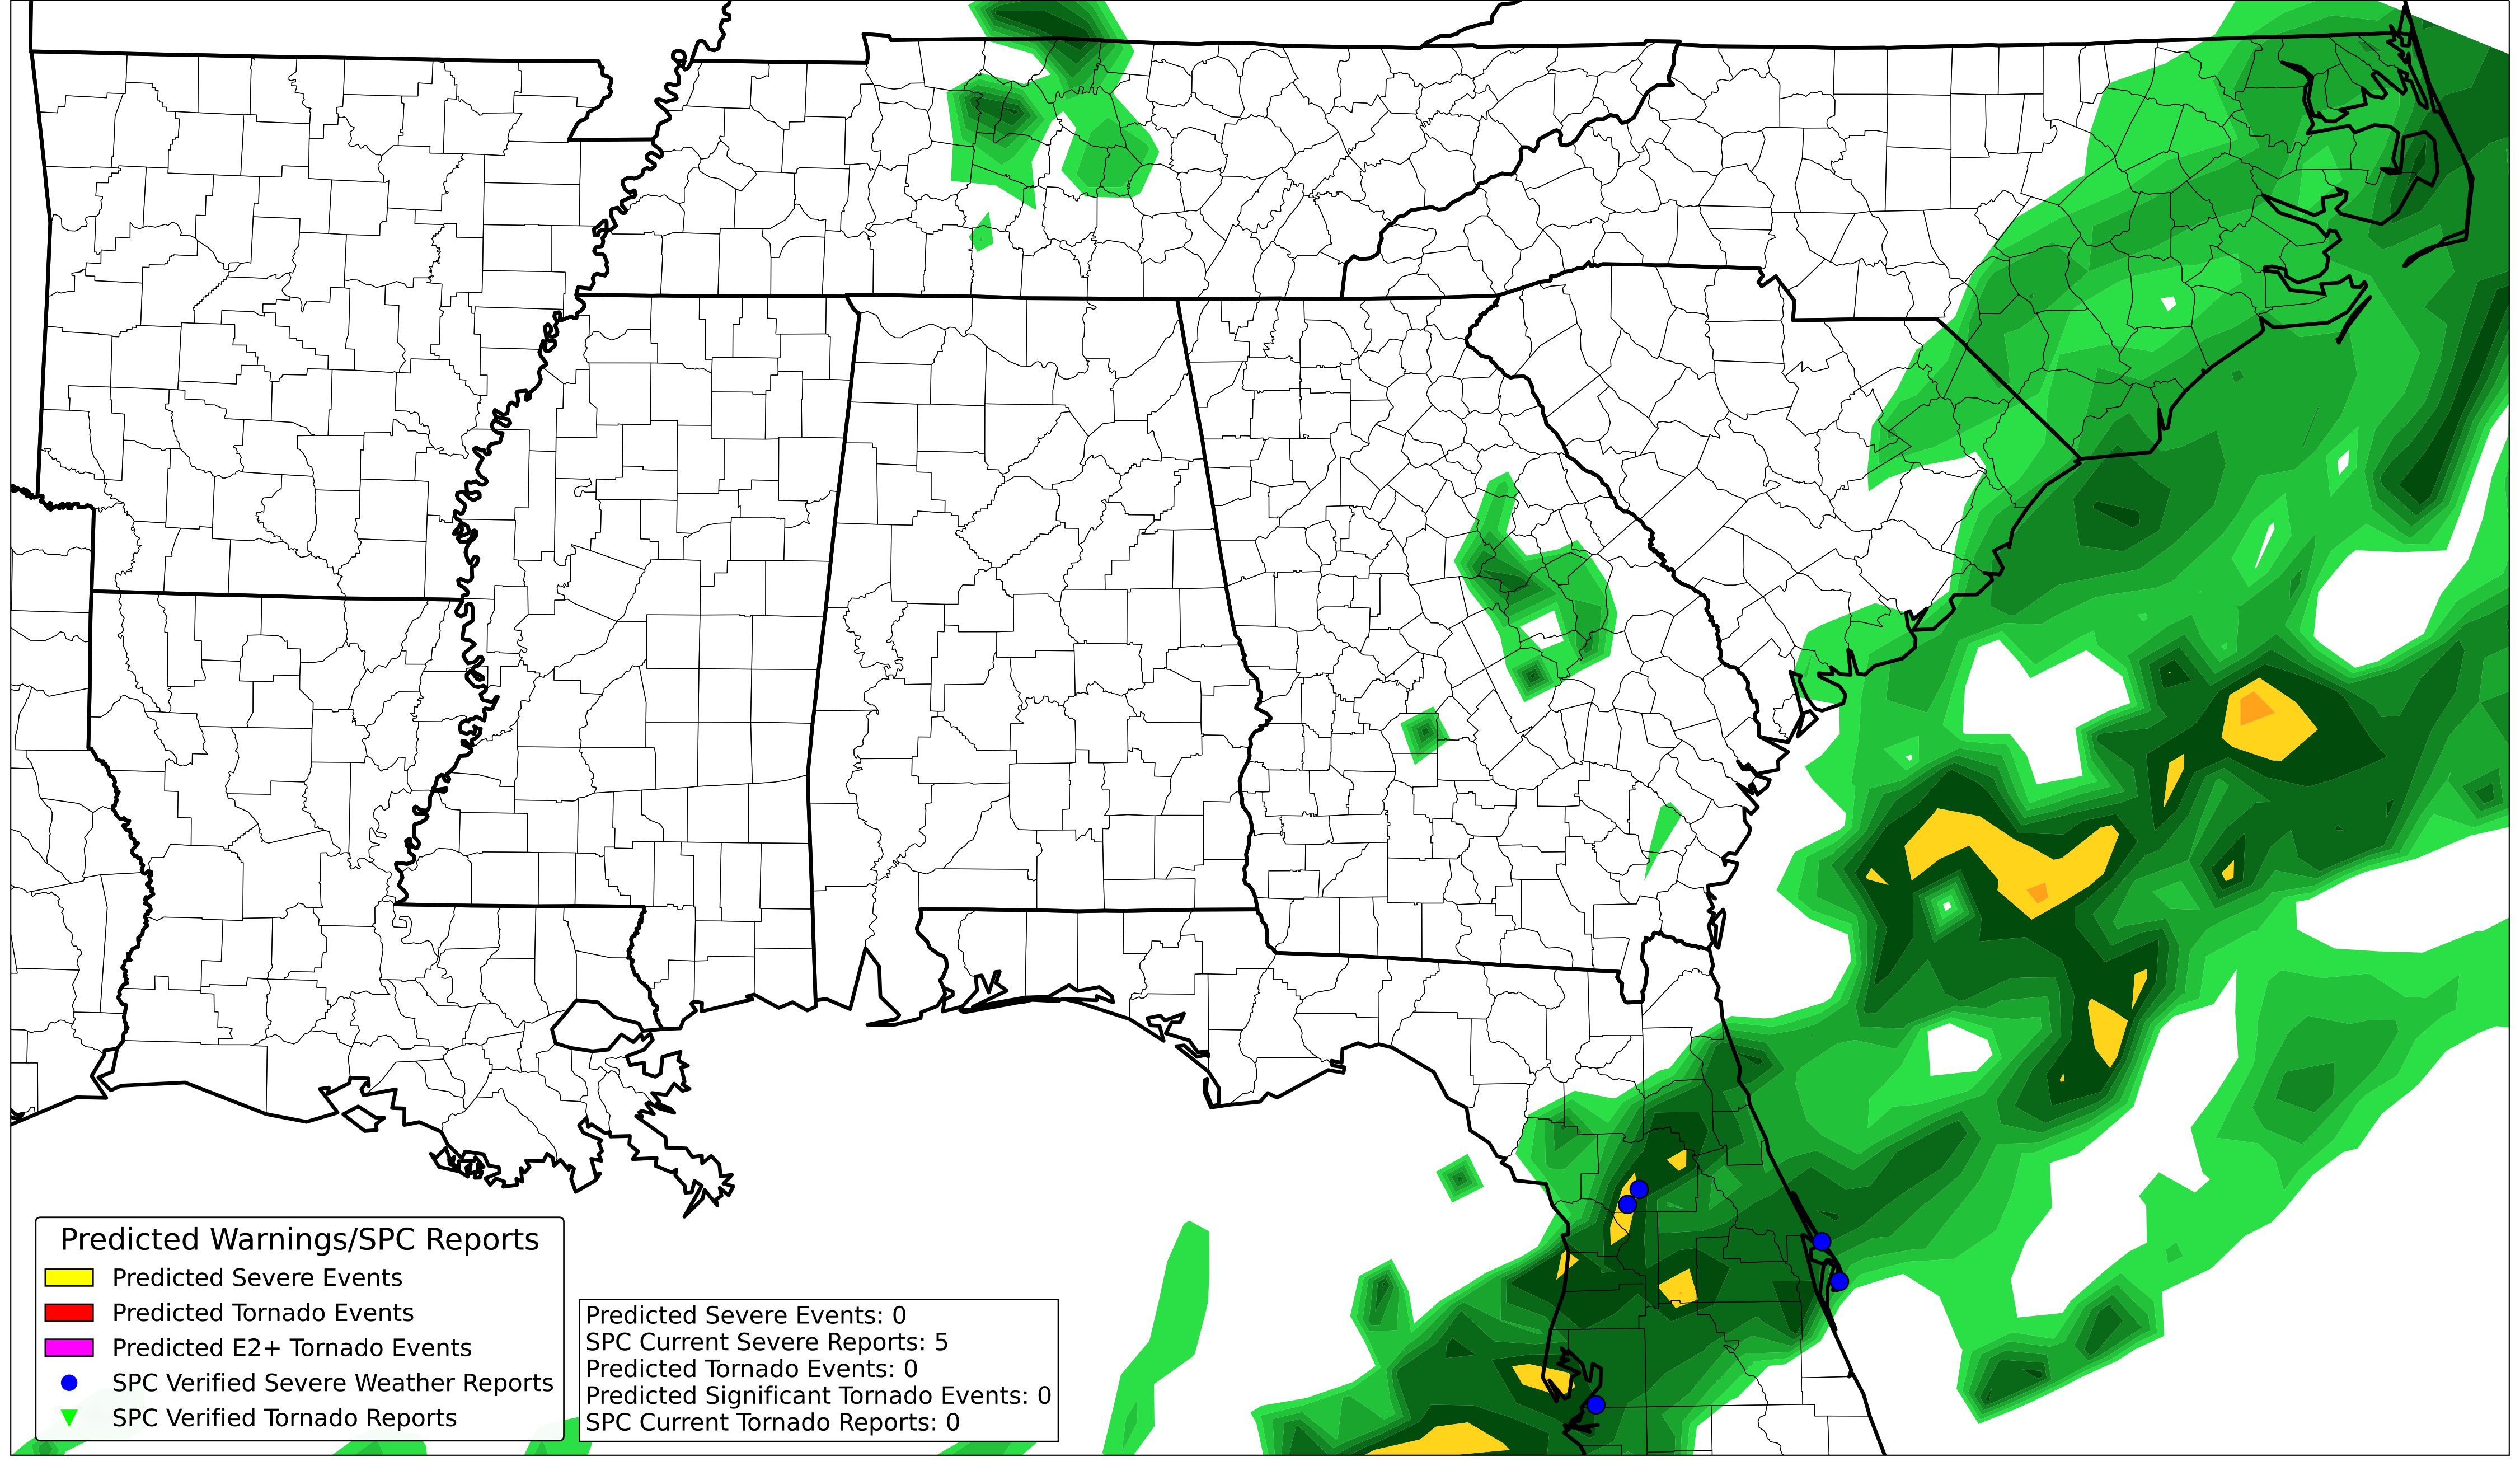 Predicted Warnings/SPC Reports
Predicted Severe Events
Predicted Tornado Events
Predicted E2+ Tornado Events
SPC Verified Severe Weather Reports
SPC Verified Tornado Reports
Predicted Severe Events: 0
SPC Current Severe Reports: 5
Predicted Tornado Events: 0
Predicted Significant Tornado Events: 0
SPC Current Tornado Reports: 0